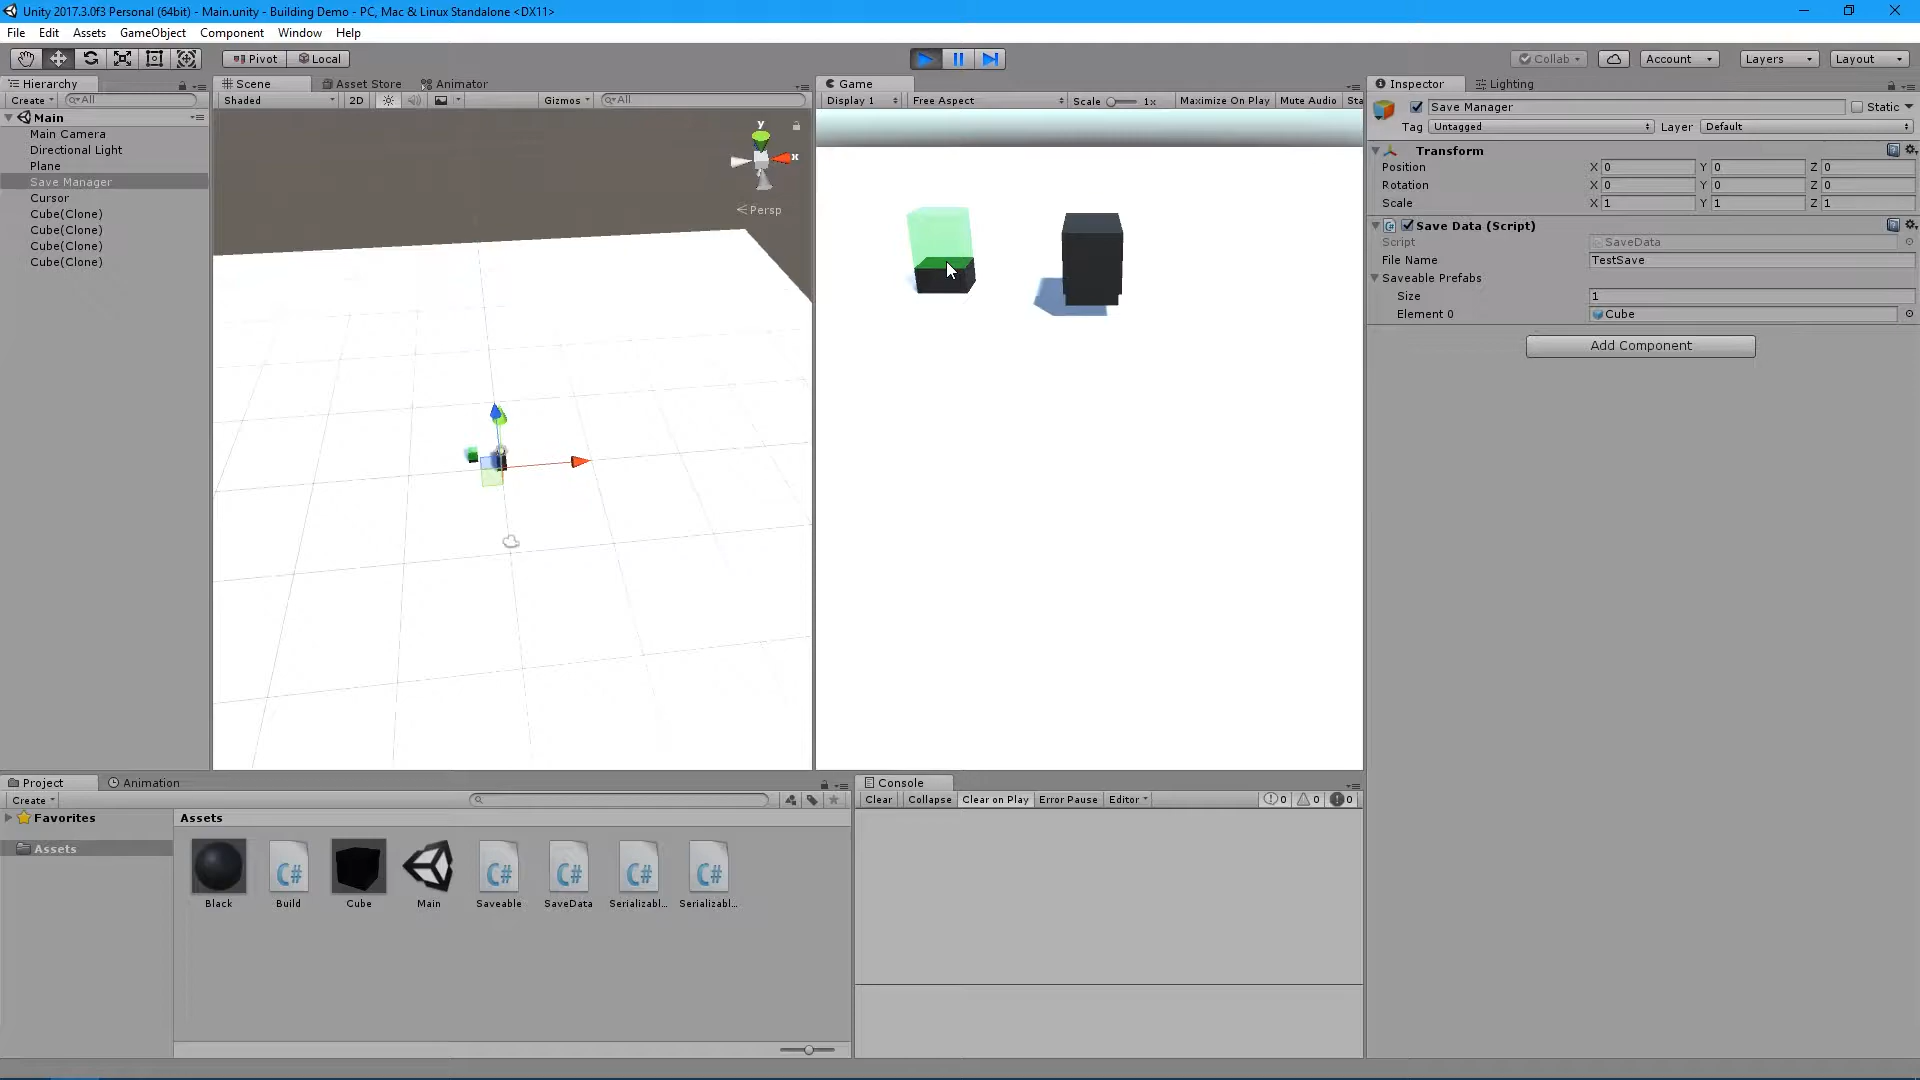 Unity 2017.3.0f3 Personal (64bit) - Main.unity - Building Demo - PC, Mac & Linux Standalone <DX11>
File Edit Assets GameObject Component Window Help
Pivot Local Collab Account Layers Layout
Hierarchy
Create All
Main
Main Camera
Directional Light
Plane
Save Manager
Cursor
Cube(Clone)
Cube(Clone)
Cube(Clone)
Cube(Clone)
Scene Asset Store Animator
Shaded 2D Gizmos All
y
x
Persp
Game
Display 1 Free Aspect Scale 1x Maximize On Play Mute Audio Sta
Inspector Lighting
Save Manager Static
Tag Untagged Layer Default
Transform
Position X 0 Y 0 Z 0
Rotation X 0 Y 0 Z 0
Scale X 1 Y 1 Z 1
Save Data (Script)
Script SaveData
File Name TestSave
Saveable Prefabs
Size 1
Element 0 Cube
Add Component
Project Animation
Create
Favorites
Assets
Assets
C# C# C# C# C#
Black Build Cube Main Saveable SaveData Serializabl... Serializabl...
Console
Clear Collapse Clear on Play Error Pause Editor 0 0 0